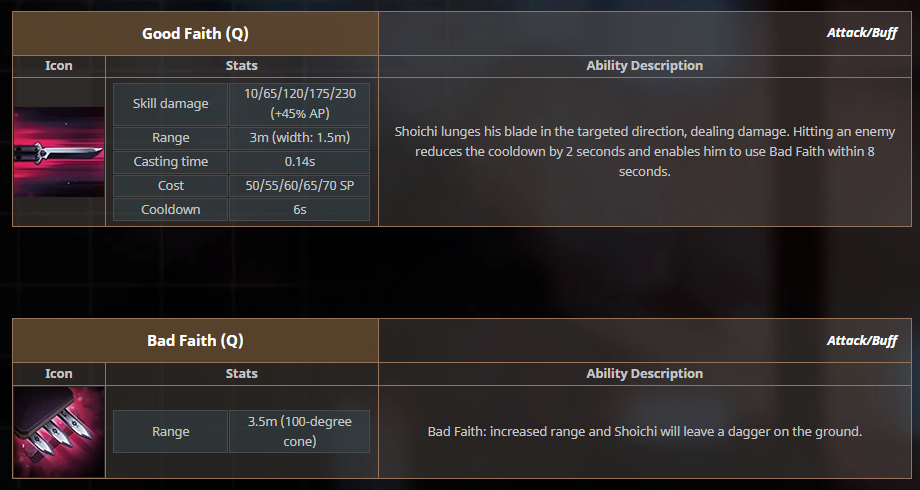 Good Faith (Q)
Attack/Buff
Icon
Stats
Ability Description
Skill damage
10/65/120/175/230
(+45% AP)
Range
3m (width: 1.5m)
Casting time
0.14s
Cost
50/55/60/65/70 SP
Cooldown
6s
Shoichi lunges his blade in the targeted direction, dealing damage. Hitting an enemy
reduces the cooldown by 2 seconds and enables him to use Bad Faith within 8
seconds.
Bad Faith (Q)
Attack/Buff
Icon
Stats
Ability Description
Range
3.5m (100-degree
cone)
Bad Faith: increased range and Shoichi will leave a dagger on the ground.